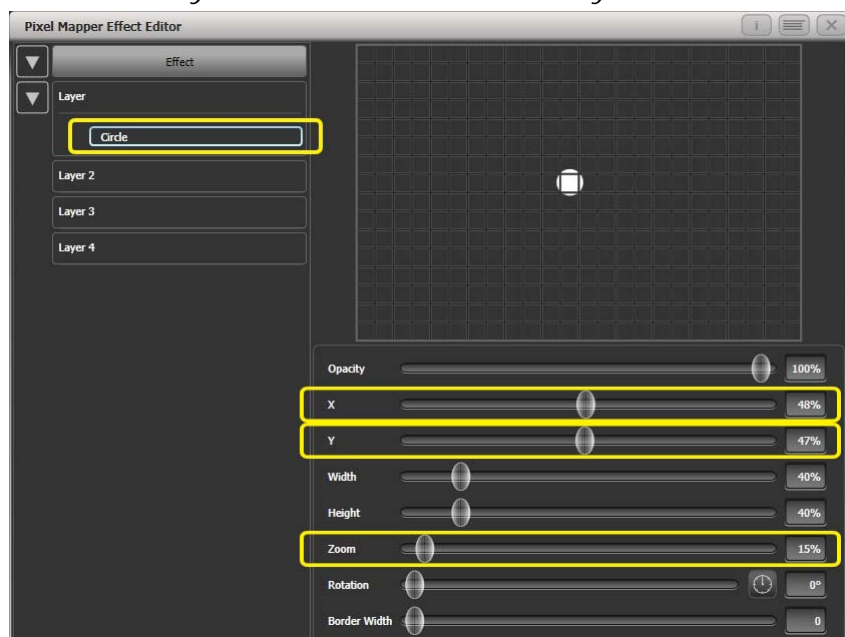 Pixel Mapper Effect Editor
i
Effect
Layer
Circle
Layer 2
Layer 3
Layer 4
Opacity 100%
X 48%
Y 47%
Width 40%
Height 40%
Zoom 15%
Rotation 0°
Border Width 0